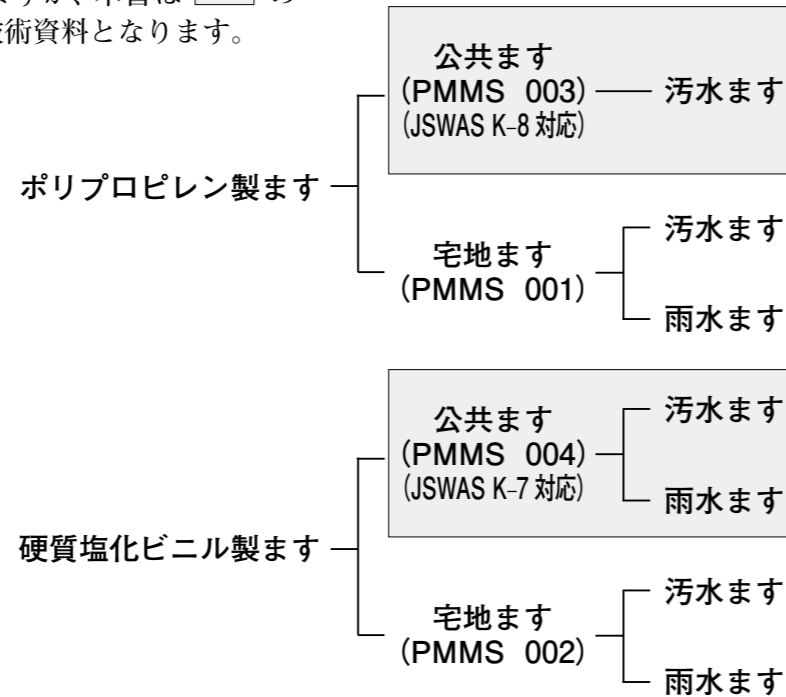 ますが、本書は の
技術資料となります。
公共ます
(PMMS 003)
(JSWAS K-8 対応)
汚水ます
ポリプロピレン製ます
宅地ます
(PMMS 001)
汚水ます
雨水ます
公共ます
(PMMS 004)
(JSWAS K-7 対応)
汚水ます
雨水ます
硬質塩化ビニル製ます
宅地ます
(PMMS 002)
汚水ます
雨水ます